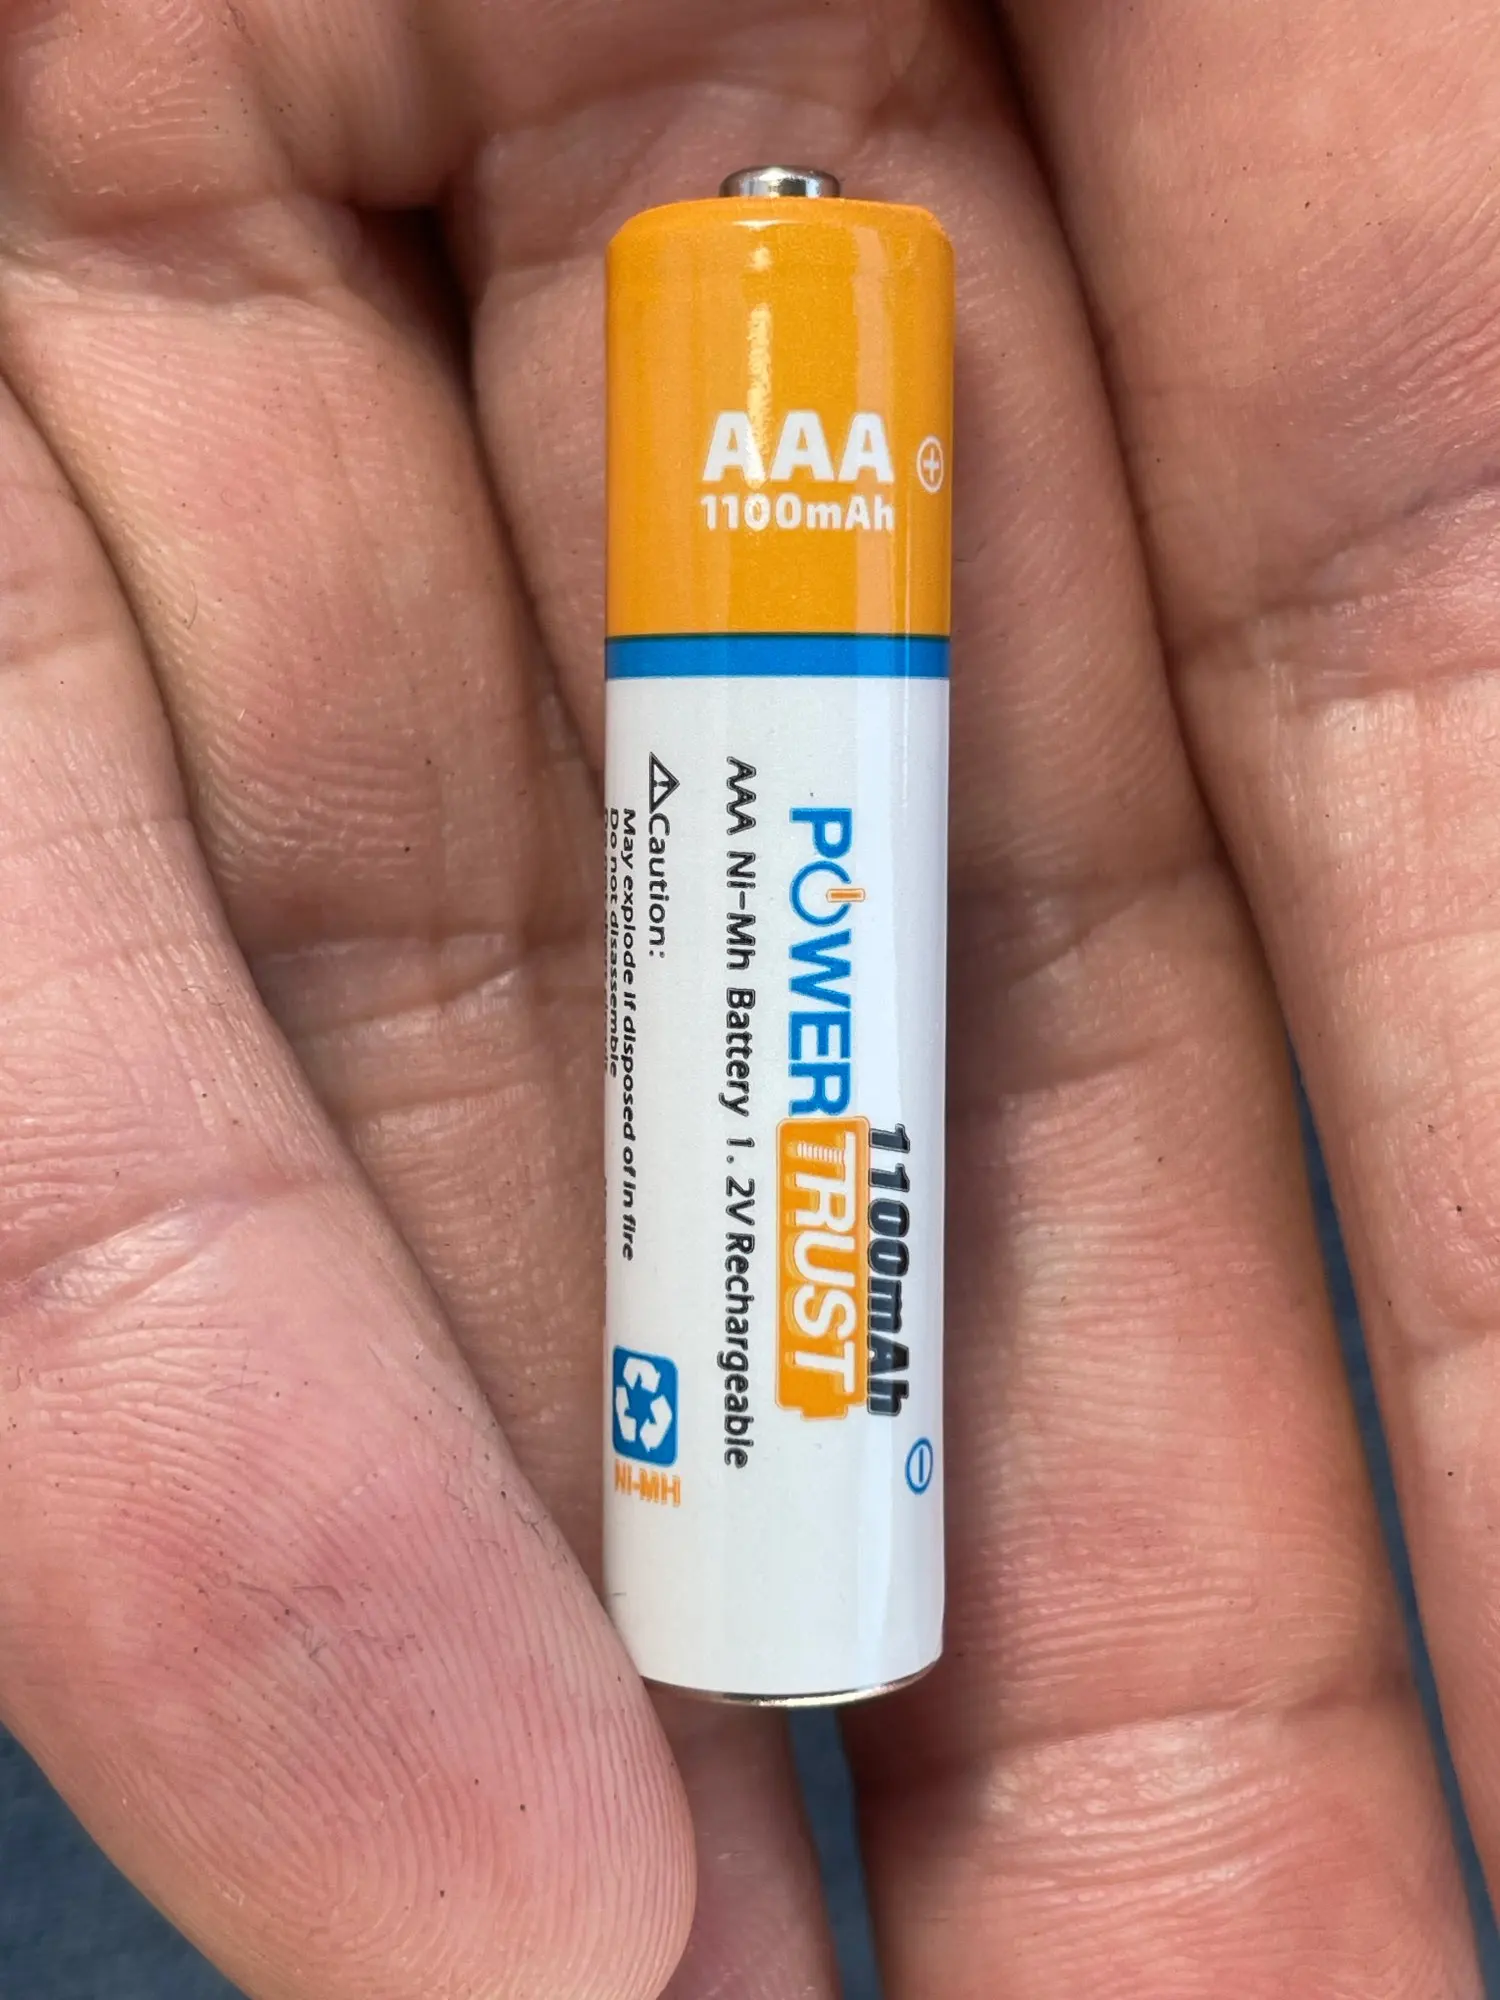 AAA
1100mAh
1100mAh
POWER
TRUST
AAA Ni-Mh Battery 1.2V Rechargeable
Caution:
May explode if disposed of in fire
Do not disassemble
NI-MH